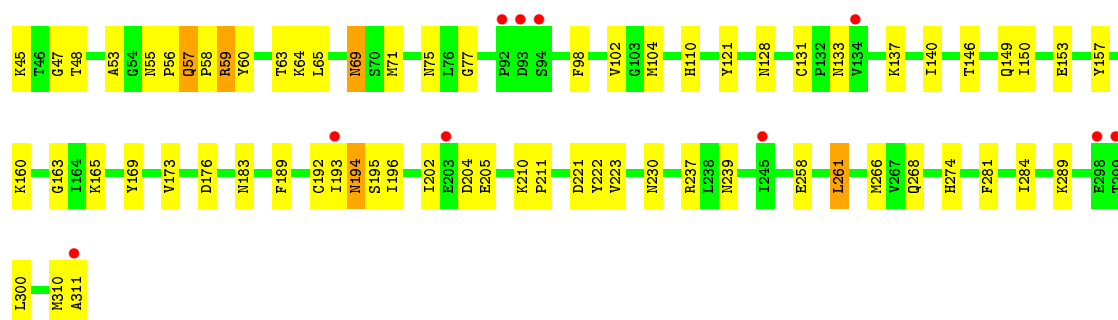 K45 T46 G47 T48 A53 G54 N55 P56 Q57 P58 R59 Y60 T63 K64 L65 N69 S70 M71 N75 L76 G77 P92 D93 S94 F98 V102 G103 M104 H110 Y121 N128 C131 P132 N133 V134 K137 I140 T146 Q149 I150 E153 Y157
K160 G163 I164 K165 Y169 V173 D176 N183 F189 C192 I193 N194 S195 I196 I202 E203 D204 E205 K210 P211 D221 Y222 V223 N230 R237 L238 N239 I245 E258 L261 M266 V267 Q268 H274 F281 I284 K289 E298 T299
L300 M310 A311